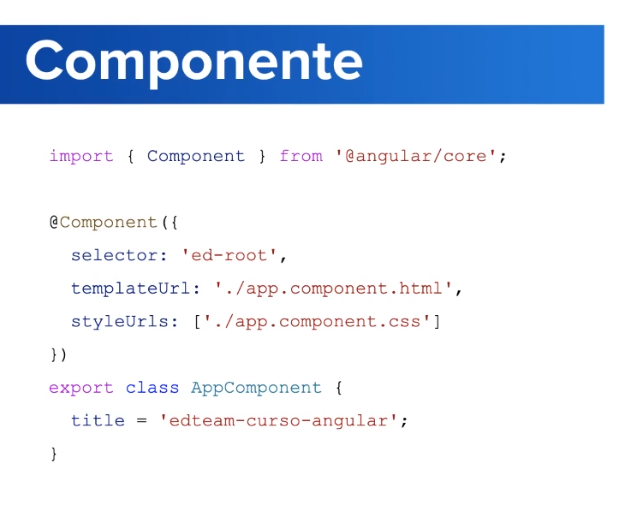 Componente
import { Component } from '@angular/core';
@Component({
selector: 'ed-root',
templateUrl: './app.component.html',
styleUrls: ['./app.component.css']
})
export class AppComponent {
title = 'edteam-curso-angular';
}